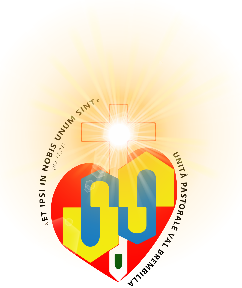 «ET IPSI IN NOBIS UNUM SINT»
UNITÀ PASTORALE VAL BREMBILLA